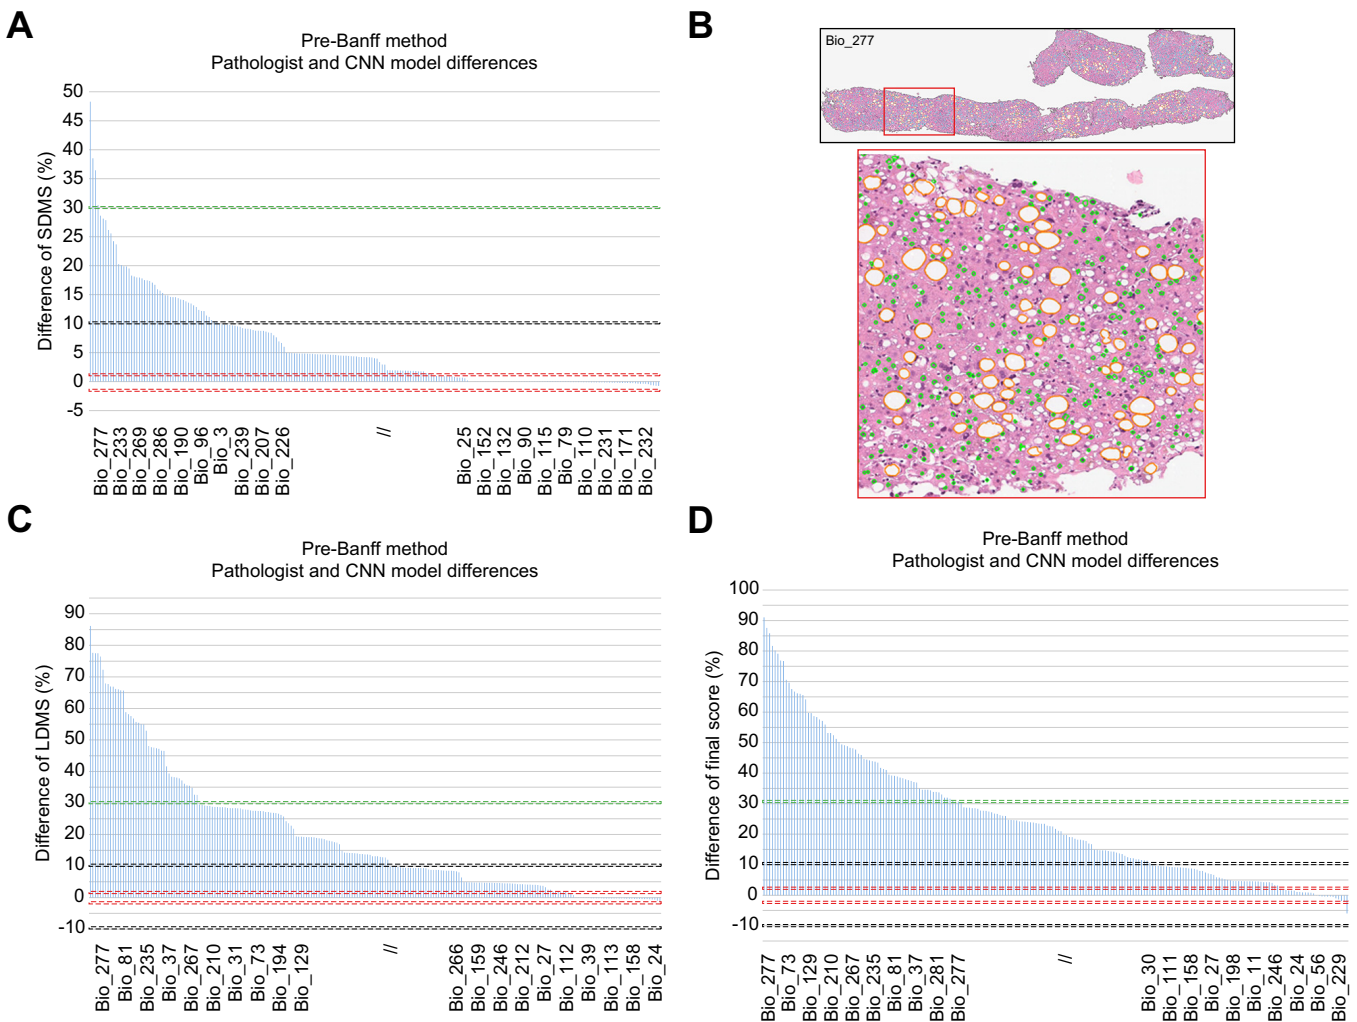 A
Pre-Banff method
Pathologist and CNN model differences
Difference of SDMS (%)
50
45
40
35
30
25
20
15
10
5
0
-5
Bio_277
Bio_233
Bio_269
Bio_286
Bio_190
Bio_96
Bio_3
Bio_239
Bio_207
Bio_226
//
Bio_25
Bio_152
Bio_132
Bio_90
Bio_115
Bio_79
Bio_110
Bio_231
Bio_171
Bio_232
B
Bio_277
C
Pre-Banff method
Pathologist and CNN model differences
Difference of LDMS (%)
90
80
70
60
50
40
30
20
10
0
-10
Bio_277
Bio_81
Bio_235
Bio_37
Bio_267
Bio_210
Bio_31
Bio_73
Bio_194
Bio_129
//
Bio_266
Bio_159
Bio_246
Bio_212
Bio_27
Bio_112
Bio_39
Bio_113
Bio_158
Bio_24
D
Pre-Banff method
Pathologist and CNN model differences
Difference of final score (%)
100
90
80
70
60
50
40
30
20
10
0
-10
Bio_277
Bio_73
Bio_129
Bio_210
Bio_267
Bio_235
Bio_81
Bio_37
Bio_281
Bio_277
//
Bio_30
Bio_111
Bio_158
Bio_27
Bio_198
Bio_11
Bio_246
Bio_24
Bio_56
Bio_229